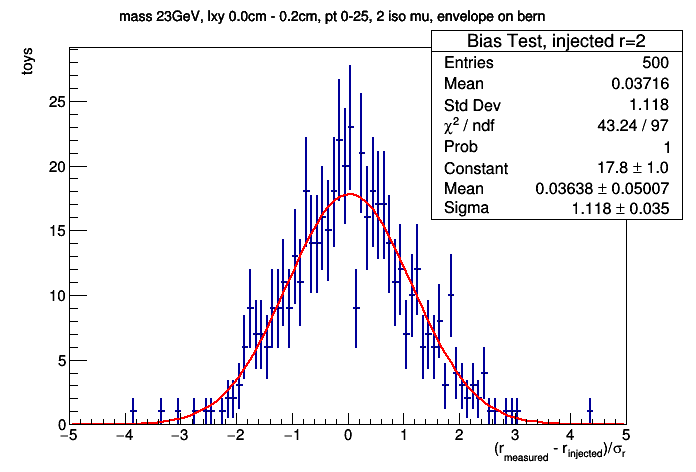 mass 23GeV, lxy 0.0cm - 0.2cm, pt 0-25, 2 iso mu, envelope on bern
Bias Test, injected r=2
Entries 500
Mean 0.03716
Std Dev 1.118
χ² / ndf 43.24 / 97
Prob 1
Constant 17.8 ± 1.0
Mean 0.03638 ± 0.05007
Sigma 1.118 ± 0.035
toys
25
20
15
10
5
0
−5 −4 −3 −2 −1 0 1 2 3 4 5
(r_measured - r_injected)/σ_r